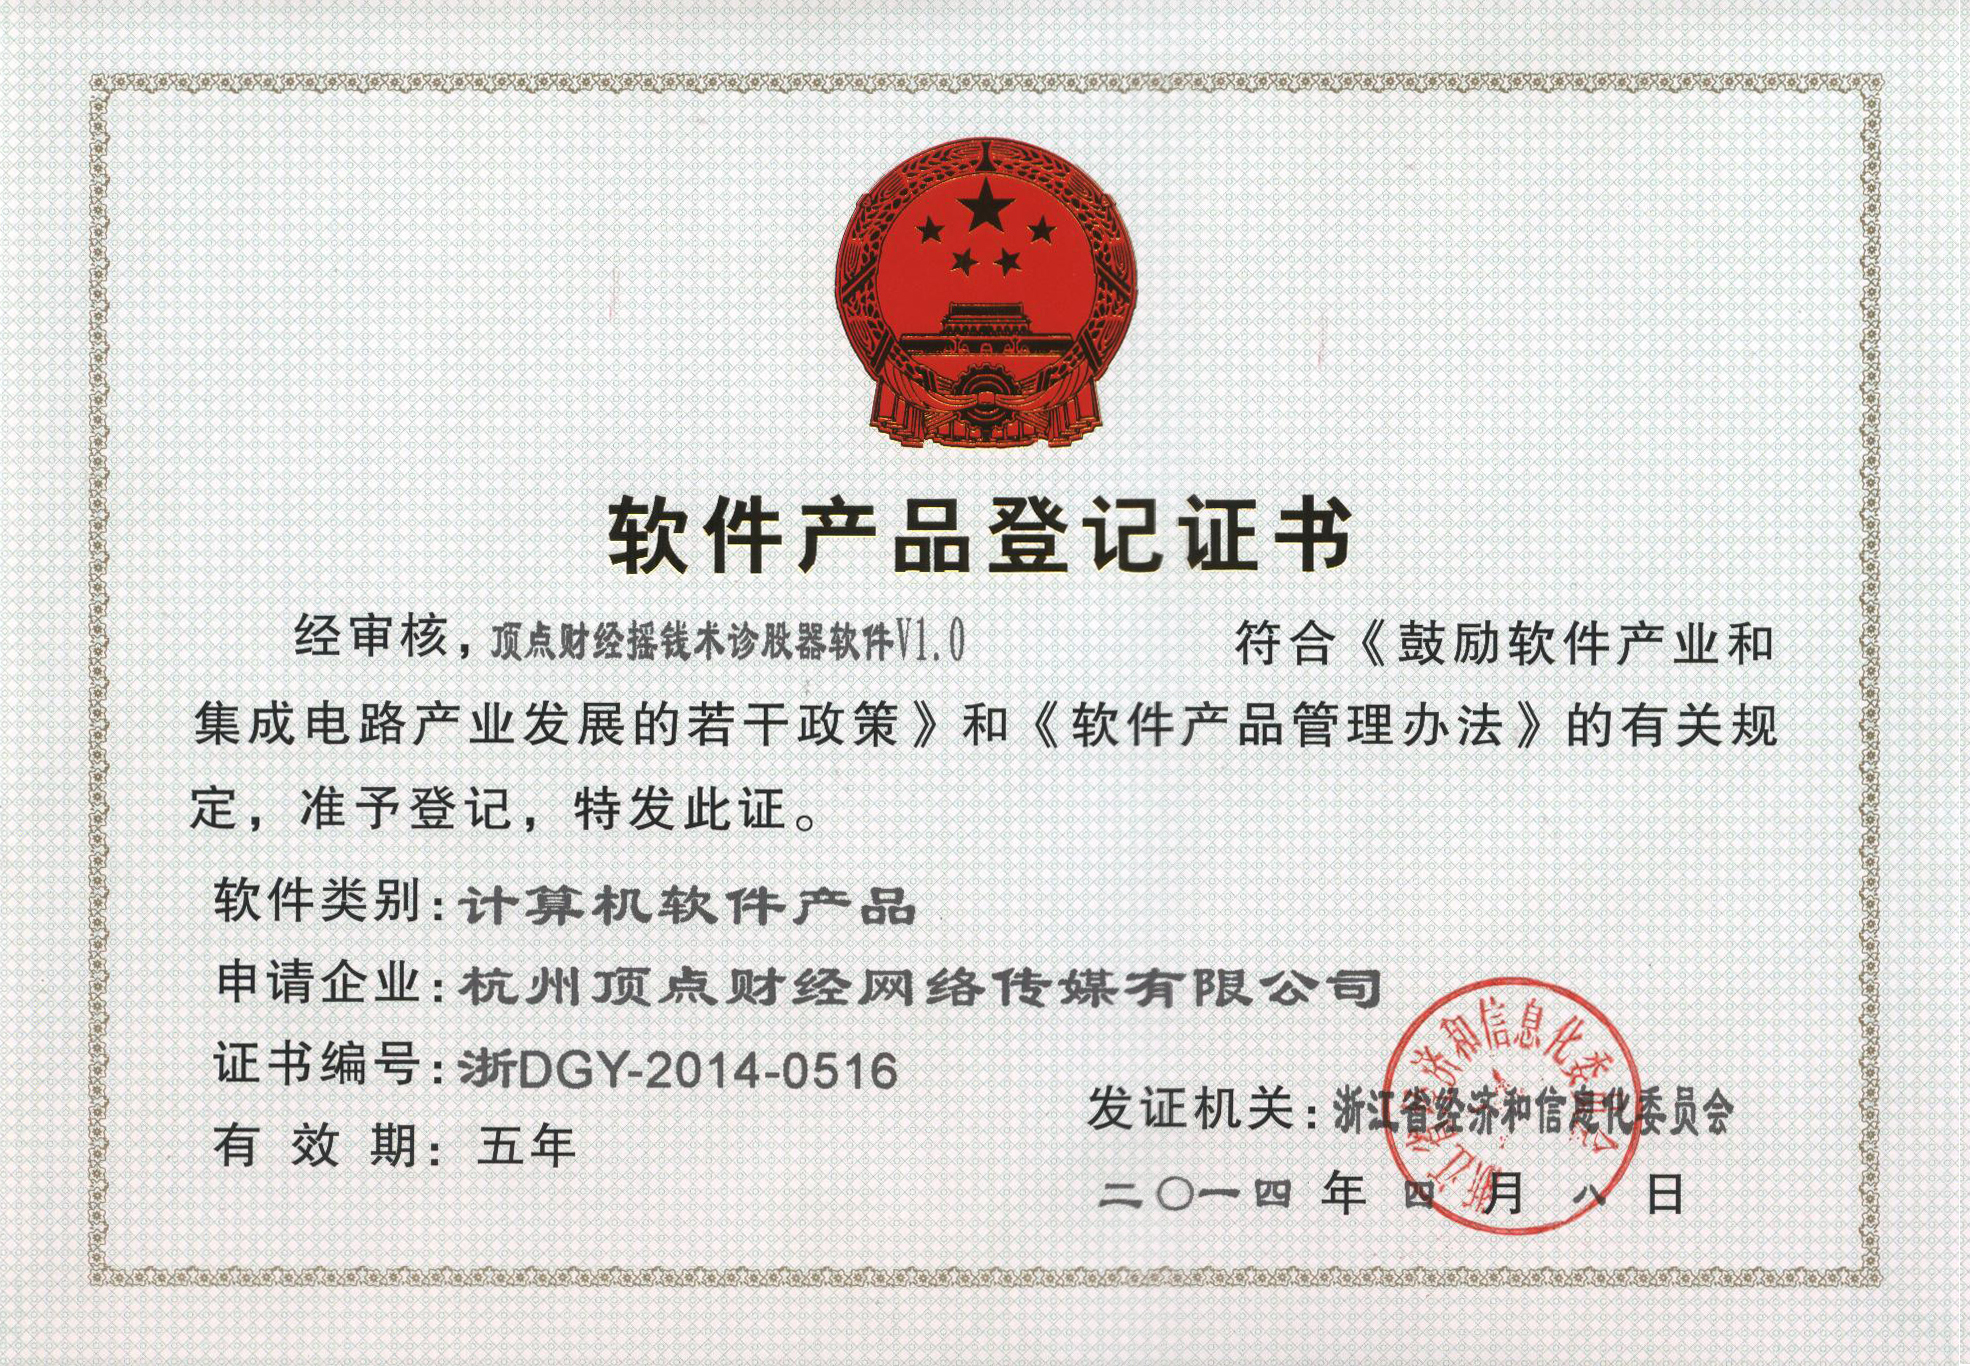 软件产品登记证书
经审核，顶点财经摇钱术诊股器软件V1.0 符合《鼓励软件产业和
集成电路产业发展的若干政策》和《软件产品管理办法》的有关规
定，准予登记，特发此证。
软件类别：计算机软件产品
申请企业：杭州顶点财经网络传媒有限公司
证书编号：浙DGY-2014-0516
有效期：五年
发证机关：浙江省经济和信息化委员会
二〇一四年四月八日
浙江省经济和信息化委员会